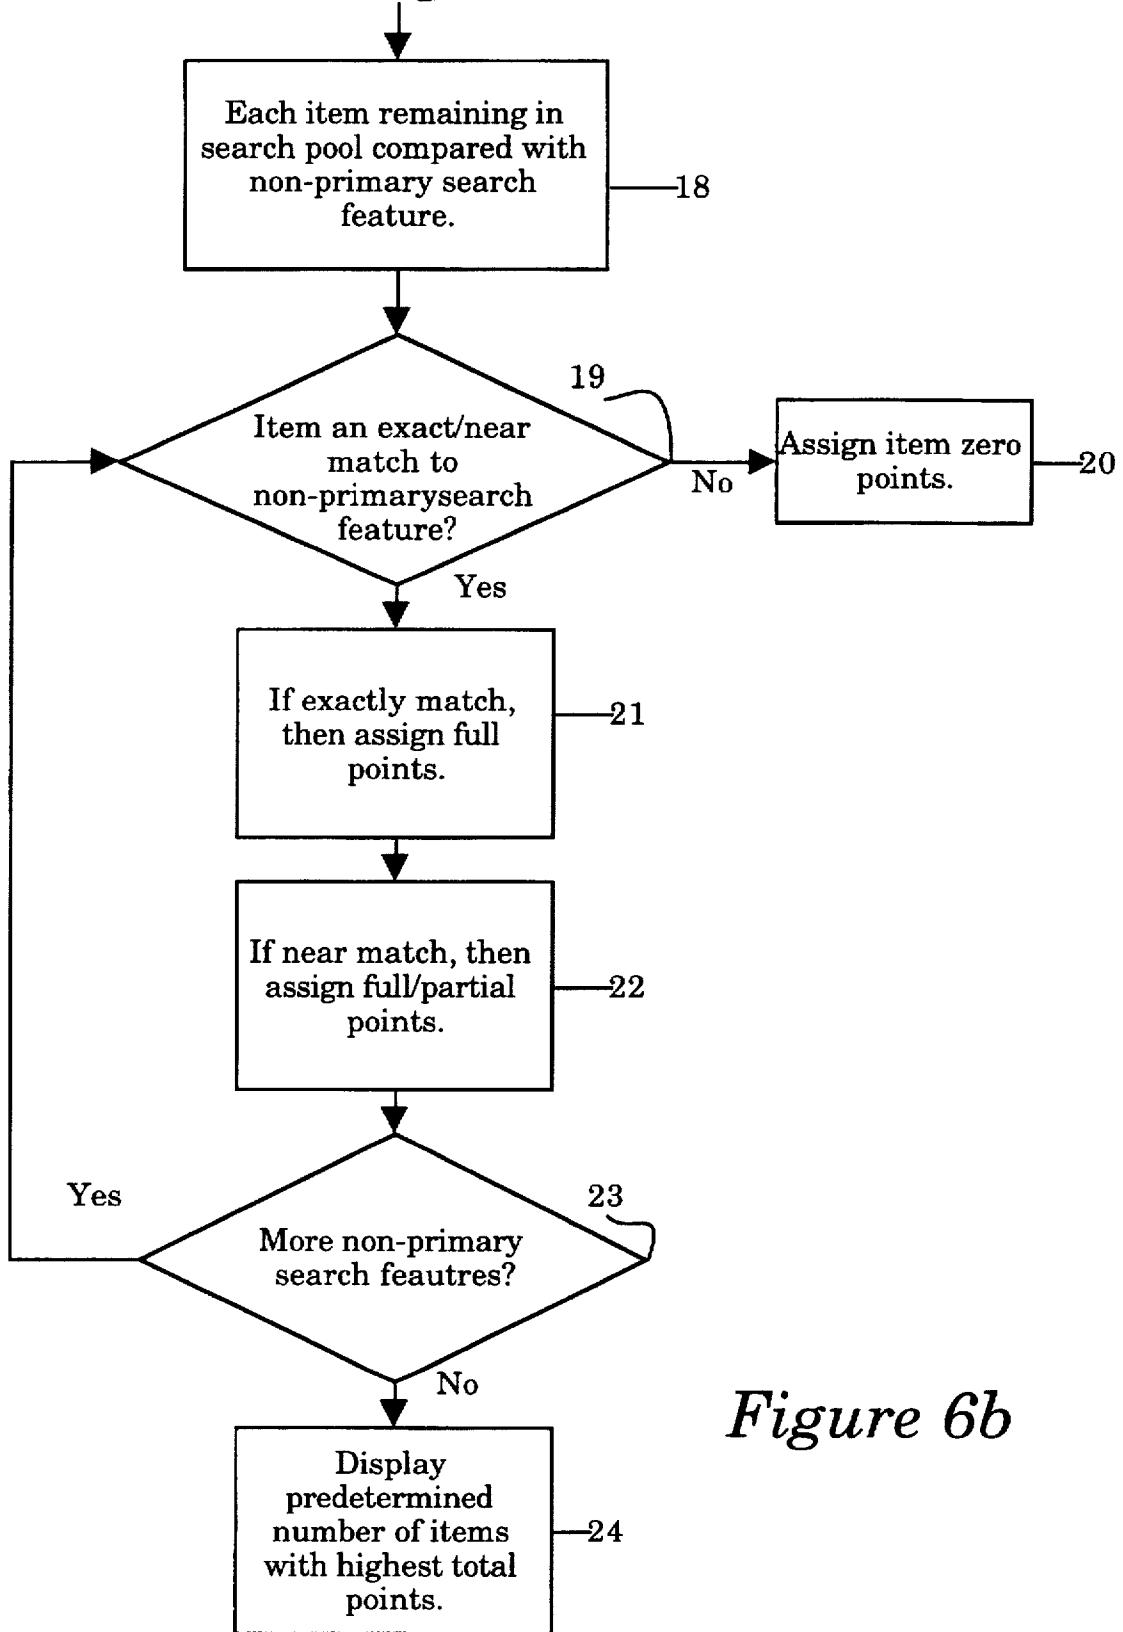 Each item remaining in
search pool compared with
non-primary search
feature.
18
19
Item an exact/near
match to
non-primarysearch
feature?
No
Assign item zero
points.
20
Yes
If exactly match,
then assign full
points.
21
If near match, then
assign full/partial
points.
22
Yes
23
More non-primary
search feautres?
No
Figure 6b
Display
predetermined
number of items
with highest total
points.
24